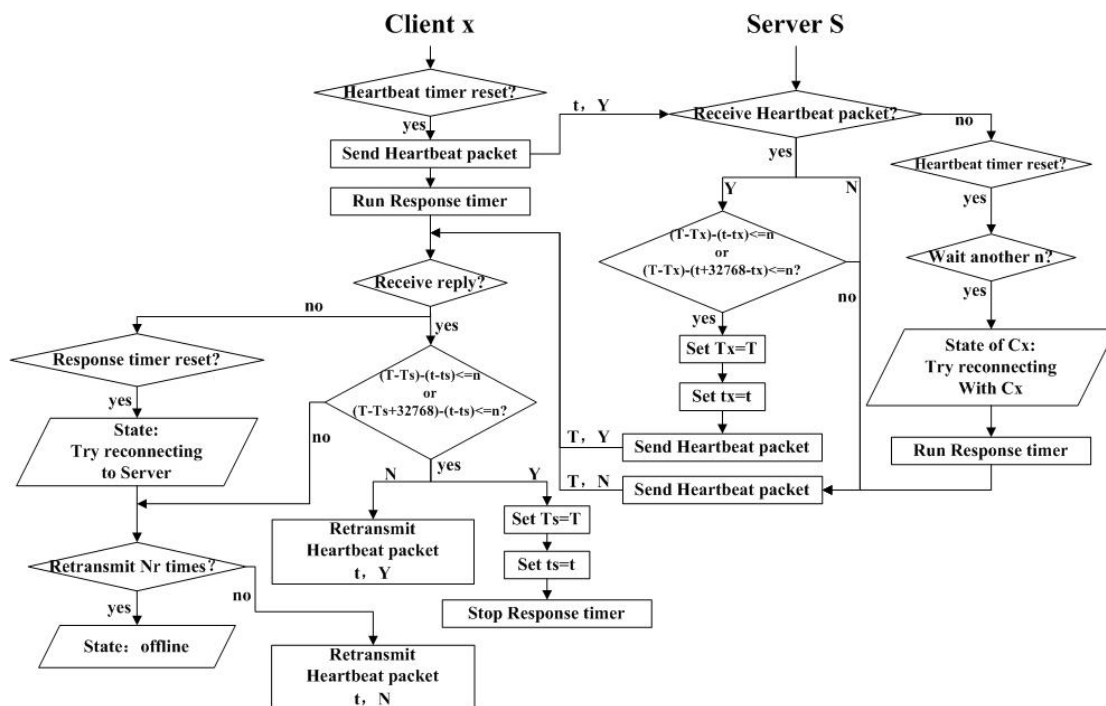 Client x
Server S
Heartbeat timer reset?
yes
Send Heartbeat packet
t，Y
Run Response timer
Receive reply?
no
yes
Response timer reset?
yes
State:
Try reconnecting
to Server
(T-Ts)-(t-ts)<=n
or
(T-Ts+32768)-(t-ts)<=n?
no
yes
N
Y
Retransmit
Heartbeat packet
t，Y
Set Ts=T
Set ts=t
Stop Response timer
Retransmit Nr times?
yes
no
State：offline
Retransmit
Heartbeat packet
t，N
Receive Heartbeat packet?
no
yes
Y
N
(T-Tx)-(t-tx)<=n
or
(T-Tx)-(t+32768-tx)<=n?
no
yes
Set Tx=T
Set tx=t
T，Y
Send Heartbeat packet
T，N
Send Heartbeat packet
Heartbeat timer reset?
yes
Wait another n?
yes
State of Cx:
Try reconnecting
With Cx
Run Response timer